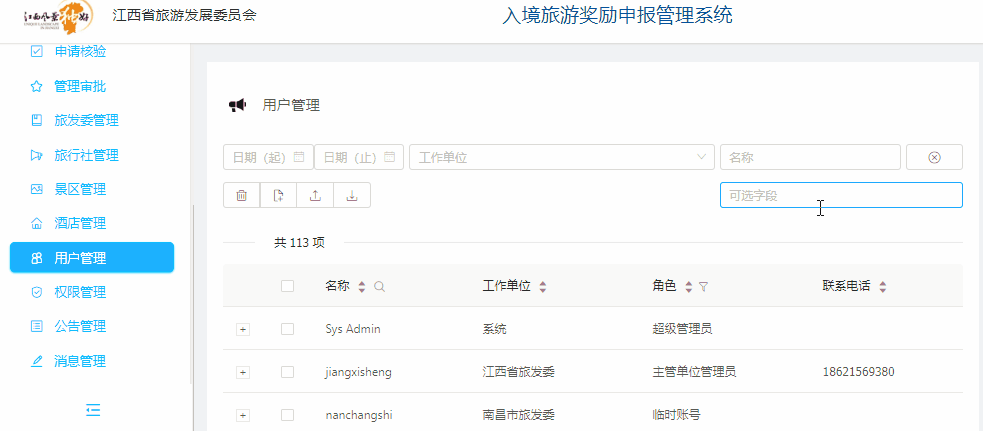 江西风景独好
江西省旅游发展委员会
入境旅游奖励申报管理系统
申请核验
管理审批
旅发委管理
旅行社管理
景区管理
酒店管理
用户管理
权限管理
公告管理
消息管理
用户管理
日期（起） 日期（止） 工作单位 名称
可选字段
共 113 项
名称 工作单位 角色 联系电话
Sys Admin 系统 超级管理员
jiangxisheng 江西省旅发委 主管单位管理员 18621569380
nanchangshi 南昌市旅发委 临时账号